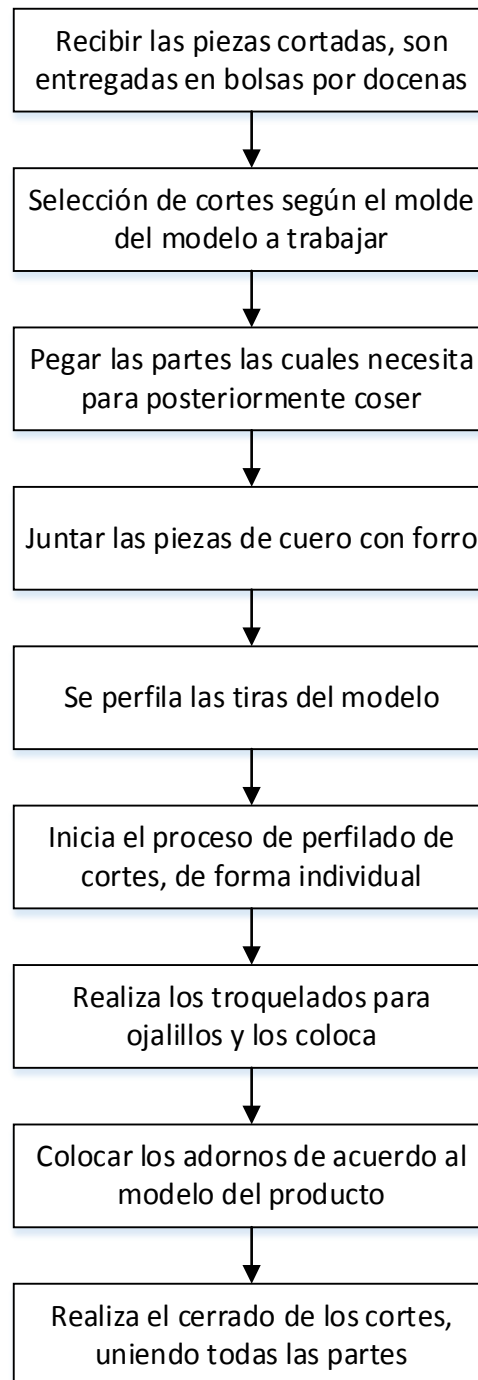 Recibir las piezas cortadas, son
entregadas en bolsas por docenas
Selección de cortes según el molde
del modelo a trabajar
Pegar las partes las cuales necesita
para posteriormente coser
Juntar las piezas de cuero con forro
Se perfila las tiras del modelo
Inicia el proceso de perfilado de
cortes, de forma individual
Realiza los troquelados para
ojalillos y los coloca
Colocar los adornos de acuerdo al
modelo del producto
Realiza el cerrado de los cortes,
uniendo todas las partes